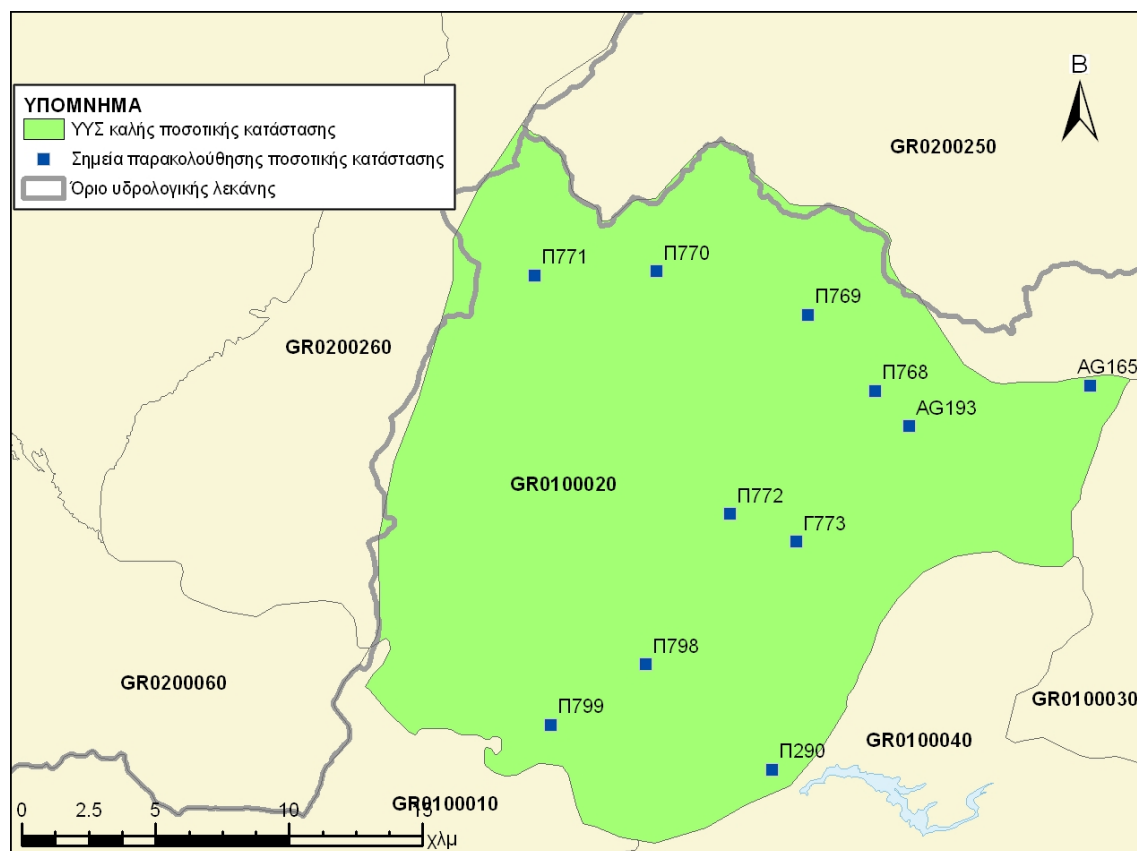 Β
ΥΠΟΜΝΗΜΑ
ΥΥΣ καλής ποσοτικής κατάστασης
Σημεία παρακολούθησης ποσοτικής κατάστασης
Όριο υδρολογικής λεκάνης
GR0200250
Π771
Π770
Π769
GR0200260
Π768
AG165
AG193
GR0100020
Π772
Γ773
Π798
GR0200060
GR0100030
Π799
GR0100040
Π290
GR0100010
0 2.5 5 10 15
χλμ